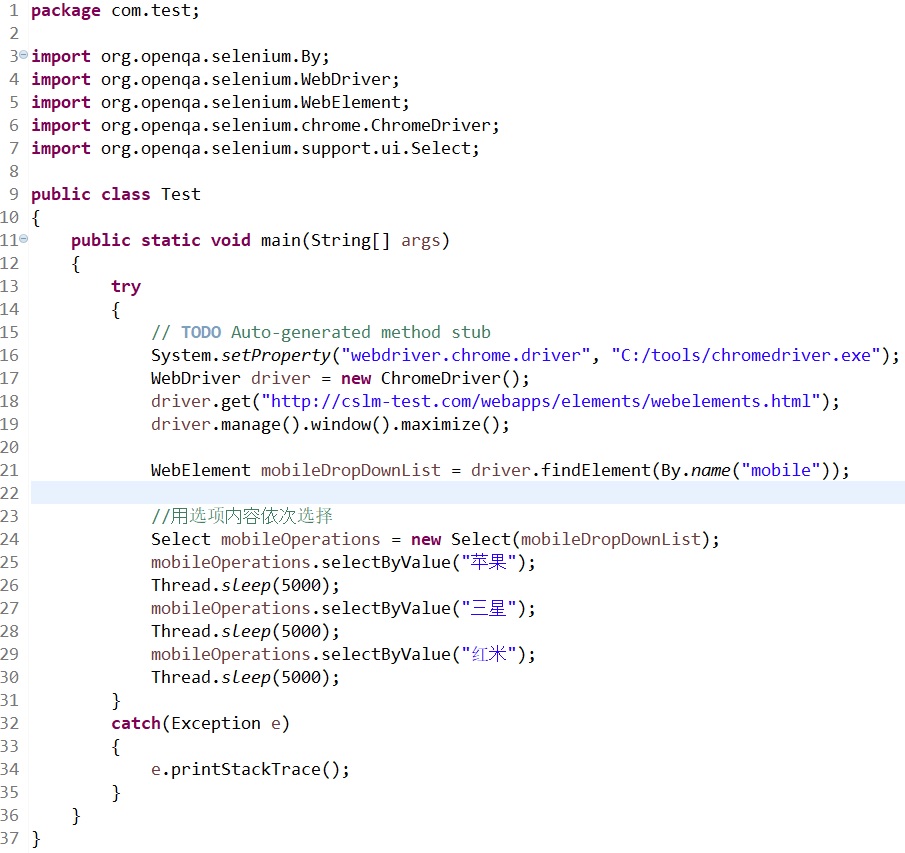 1 package com.test;
2
3 import org.openqa.selenium.By;
4 import org.openqa.selenium.WebDriver;
5 import org.openqa.selenium.WebElement;
6 import org.openqa.selenium.chrome.ChromeDriver;
7 import org.openqa.selenium.support.ui.Select;
8
9 public class Test
10 {
11     public static void main(String[] args)
12     {
13         try
14         {
15             // TODO Auto-generated method stub
16             System.setProperty("webdriver.chrome.driver", "C:/tools/chromedriver.exe");
17             WebDriver driver = new ChromeDriver();
18             driver.get("http://cslm-test.com/webapps/elements/webelements.html");
19             driver.manage().window().maximize();
20
21             WebElement mobileDropDownList = driver.findElement(By.name("mobile"));
22
23             //用选项内容依次选择
24             Select mobileOperations = new Select(mobileDropDownList);
25             mobileOperations.selectByValue("苹果");
26             Thread.sleep(5000);
27             mobileOperations.selectByValue("三星");
28             Thread.sleep(5000);
29             mobileOperations.selectByValue("红米");
30             Thread.sleep(5000);
31         }
32         catch(Exception e)
33         {
34             e.printStackTrace();
35         }
36     }
37 }